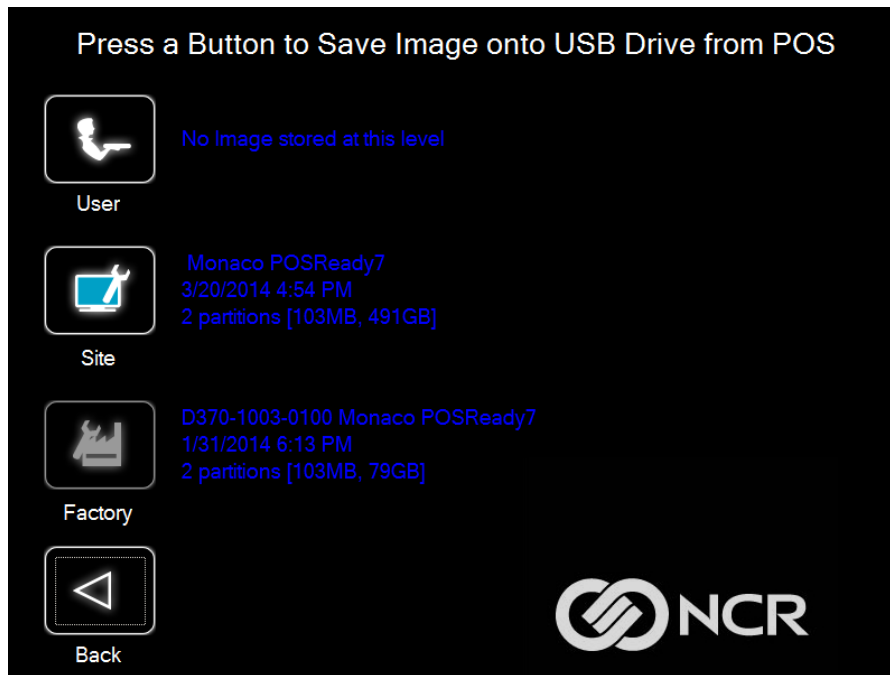 Press a Button to Save Image onto USB Drive from POS
No Image stored at this level
User
Monaco POSReady7
3/20/2014 4:54 PM
2 partitions [103MB, 491GB]
Site
D370-1003-0100 Monaco POSReady7
1/31/2014 6:13 PM
2 partitions [103MB, 79GB]
Factory
Back
NCR